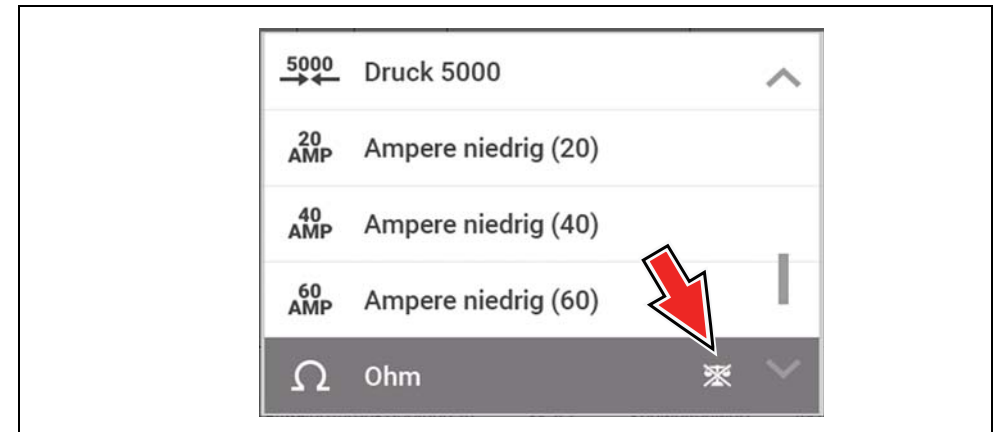 5000 Druck 5000
20 AMP Ampere niedrig (20)
40 AMP Ampere niedrig (40)
60 AMP Ampere niedrig (60)
Ω Ohm